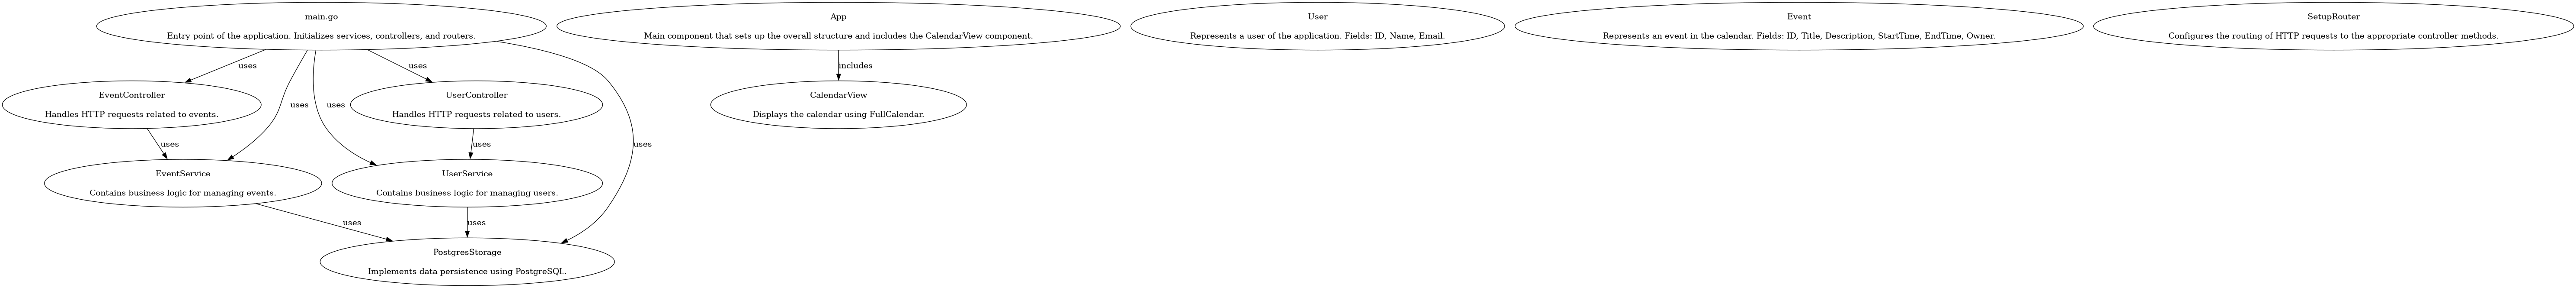 main.go
Entry point of the application. Initializes services, controllers, and routers.
App
Main component that sets up the overall structure and includes the CalendarView component.
User
Represents a user of the application. Fields: ID, Name, Email.
Event
Represents an event in the calendar. Fields: ID, Title, Description, StartTime, EndTime, Owner.
SetupRouter
Configures the routing of HTTP requests to the appropriate controller methods.
uses
uses
includes
EventController
Handles HTTP requests related to events.
uses
uses
UserController
Handles HTTP requests related to users.
CalendarView
Displays the calendar using FullCalendar.
uses
uses
uses
EventService
Contains business logic for managing events.
UserService
Contains business logic for managing users.
uses
uses
PostgresStorage
Implements data persistence using PostgreSQL.